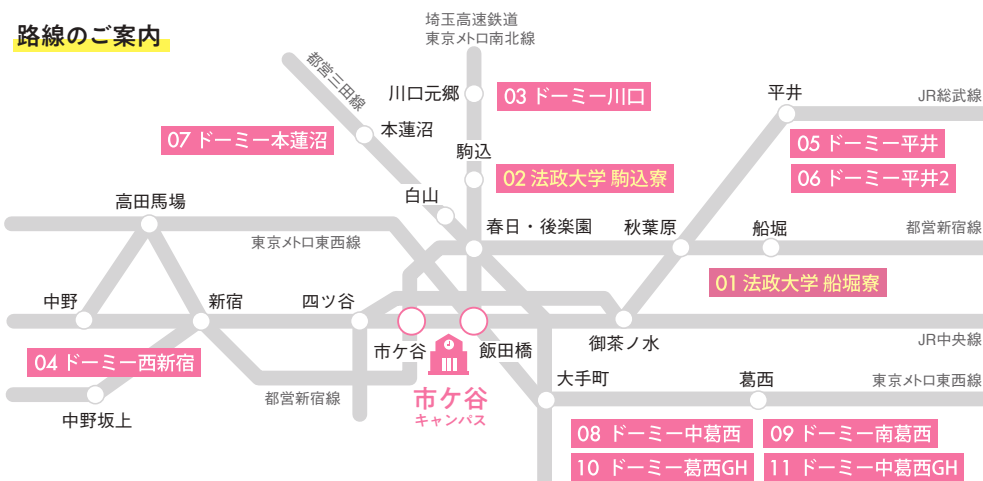 路線のご案内
埼玉高速鉄道
東京メトロ南北線
都営三田線
川口元郷
03 ドーミー川口
平井
JR総武線
本蓮沼
07 ドーミー本蓮沼
駒込
05 ドーミー平井
02 法政大学 駒込寮
06 ドーミー平井2
白山
高田馬場
春日・後楽園
秋葉原
船堀
都営新宿線
東京メトロ東西線
01 法政大学 船堀寮
中野
新宿
四ツ谷
市ケ谷
飯田橋
御茶ノ水
JR中央線
04 ドーミー西新宿
大手町
葛西
東京メトロ東西線
都営新宿線
市ケ谷
キャンパス
中野坂上
08 ドーミー中葛西
09 ドーミー南葛西
10 ドーミー葛西GH
11 ドーミー中葛西GH